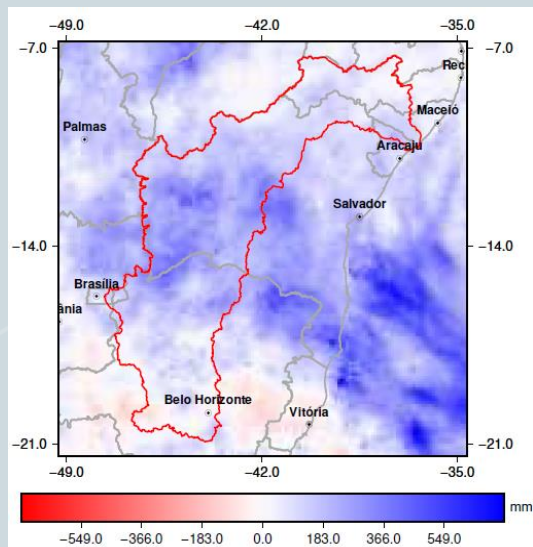 −49.0 −42.0 −35.0
−7.0 −7.0
Rec
Maceió
Palmas
Aracaju
Salvador
−14.0 −14.0
Brasília
ânia
Belo Horizonte
Vitória
−21.0 −21.0
−49.0 −42.0 −35.0
mm
−549.0 −366.0 −183.0 0.0 183.0 366.0 549.0